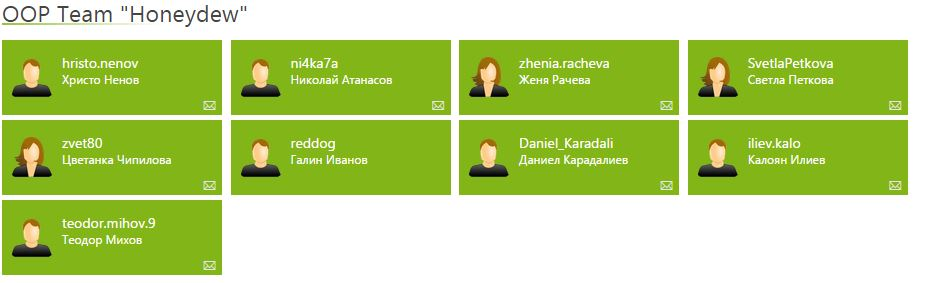 OOP Team "Honeydew"
hristo.nenov
Христо Ненов
ni4ka7a
Николай Атанасов
zhenia.racheva
Женя Рачева
SvetlaPetkova
Светла Петкова
zvet80
Цветанка Чипилова
reddog
Галин Иванов
Daniel_Karadali
Даниел Карадалиев
iliev.kalo
Калоян Илиев
teodor.mihov.9
Теодор Михов